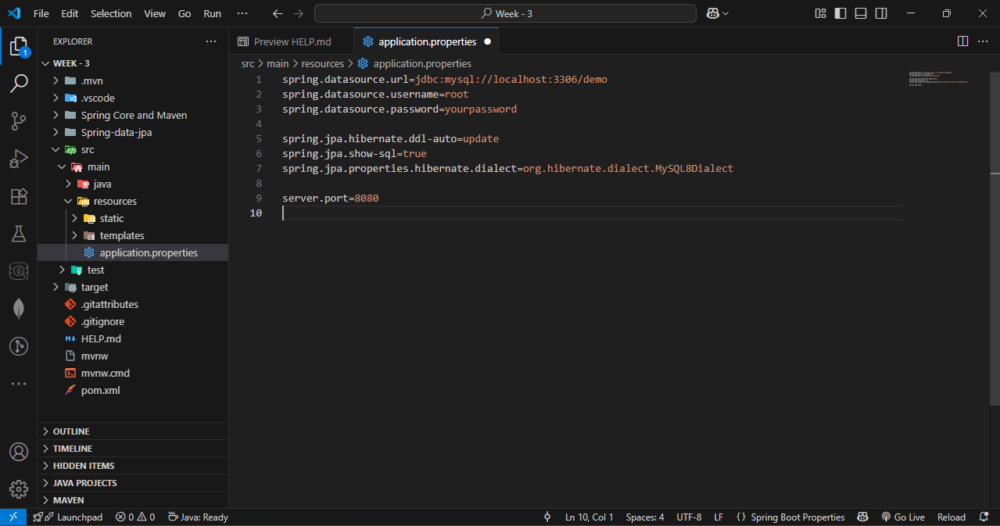 File Edit Selection View Go Run ··· Week - 3
EXPLORER ···
WEEK - 3
.mvn
.vscode
Spring Core and Maven
Spring-data-jpa
src
main
java
resources
static
templates
application.properties
test
target
.gitattributes
.gitignore
HELP.md
mvnw
mvnw.cmd
pom.xml
OUTLINE
TIMELINE
HIDDEN ITEMS
JAVA PROJECTS
MAVEN
1
Preview HELP.md application.properties
src > main > resources > application.properties
1 spring.datasource.url=jdbc:mysql://localhost:3306/demo
2 spring.datasource.username=root
3 spring.datasource.password=yourpassword
4
5 spring.jpa.hibernate.ddl-auto=update
6 spring.jpa.show-sql=true
7 spring.jpa.properties.hibernate.dialect=org.hibernate.dialect.MySQL8Dialect
8
9 server.port=8080
10
Launchpad 0 0 Java: Ready Ln 10, Col 1 Spaces: 4 UTF-8 LF {} Spring Boot Properties Go Live Reload